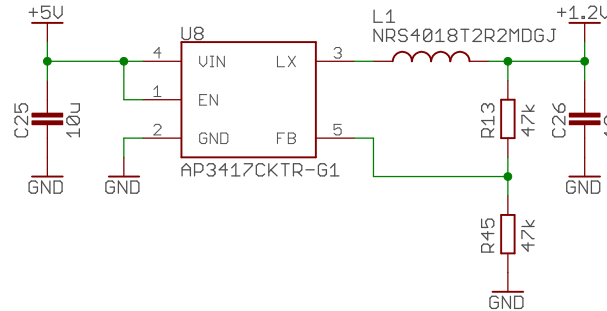 +5V
U8
L1
NRS4018T2R2MDGJ
+1.2V
4 VIN LX 3
1 EN
2 GND FB 5
AP3417CKTR-G1
C25
10u
R13
47k
C26
GND
GND
GND
R45
47k
GND